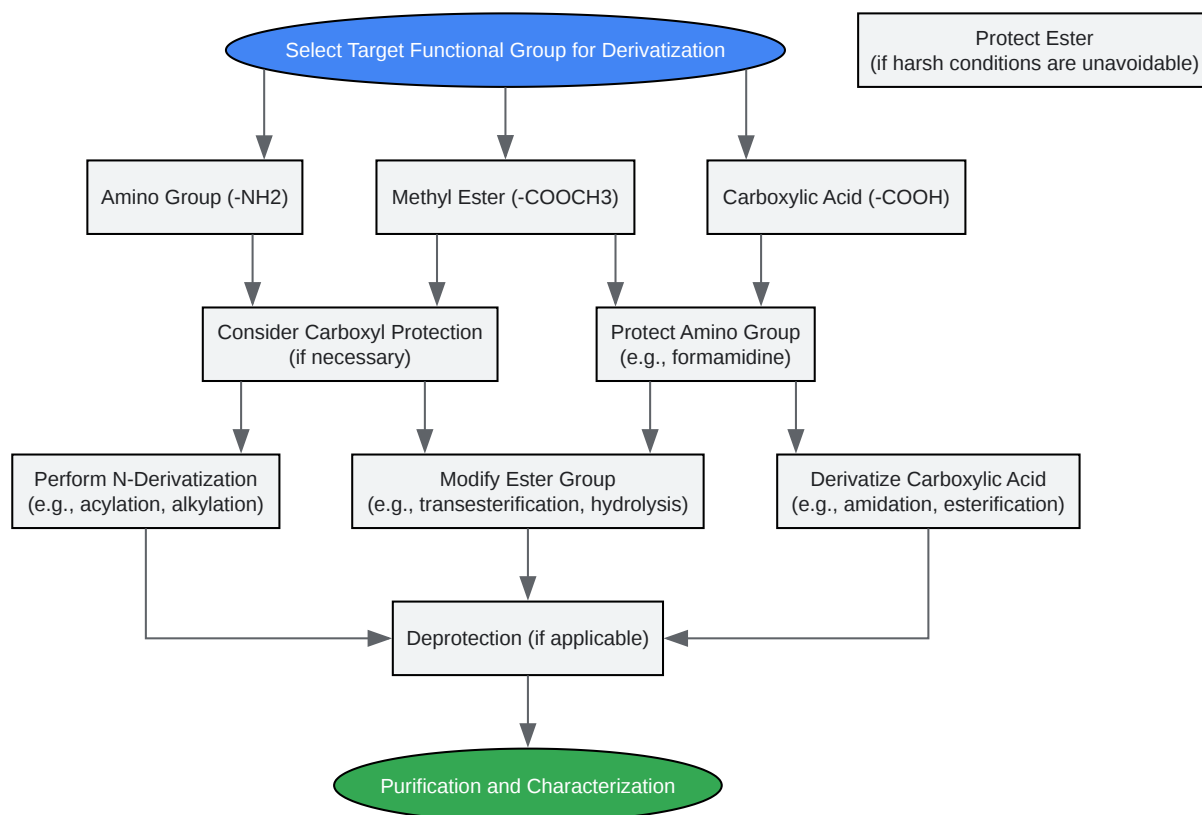 Select Target Functional Group for Derivatization
Protect Ester
(if harsh conditions are unavoidable)
Amino Group (-NH2)
Methyl Ester (-COOCH3)
Carboxylic Acid (-COOH)
Consider Carboxyl Protection
(if necessary)
Protect Amino Group
(e.g., formamidine)
Perform N-Derivatization
(e.g., acylation, alkylation)
Modify Ester Group
(e.g., transesterification, hydrolysis)
Derivatize Carboxylic Acid
(e.g., amidation, esterification)
Deprotection (if applicable)
Purification and Characterization